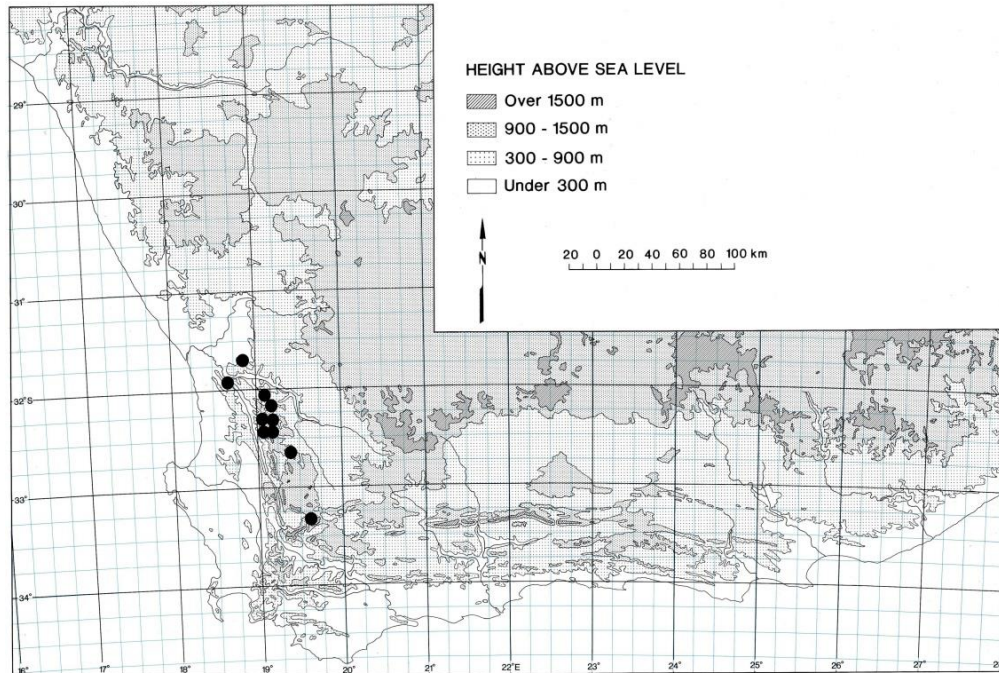 HEIGHT ABOVE SEA LEVEL
Over 1500 m
900 - 1500 m
300 - 900 m
Under 300 m
N
20 0 20 40 60 80 100 km
29°
30°
31°
32°S
33°
34°
16° 17° 18° 19° 20° 21° 22°E 23° 24° 25° 26° 27° 28